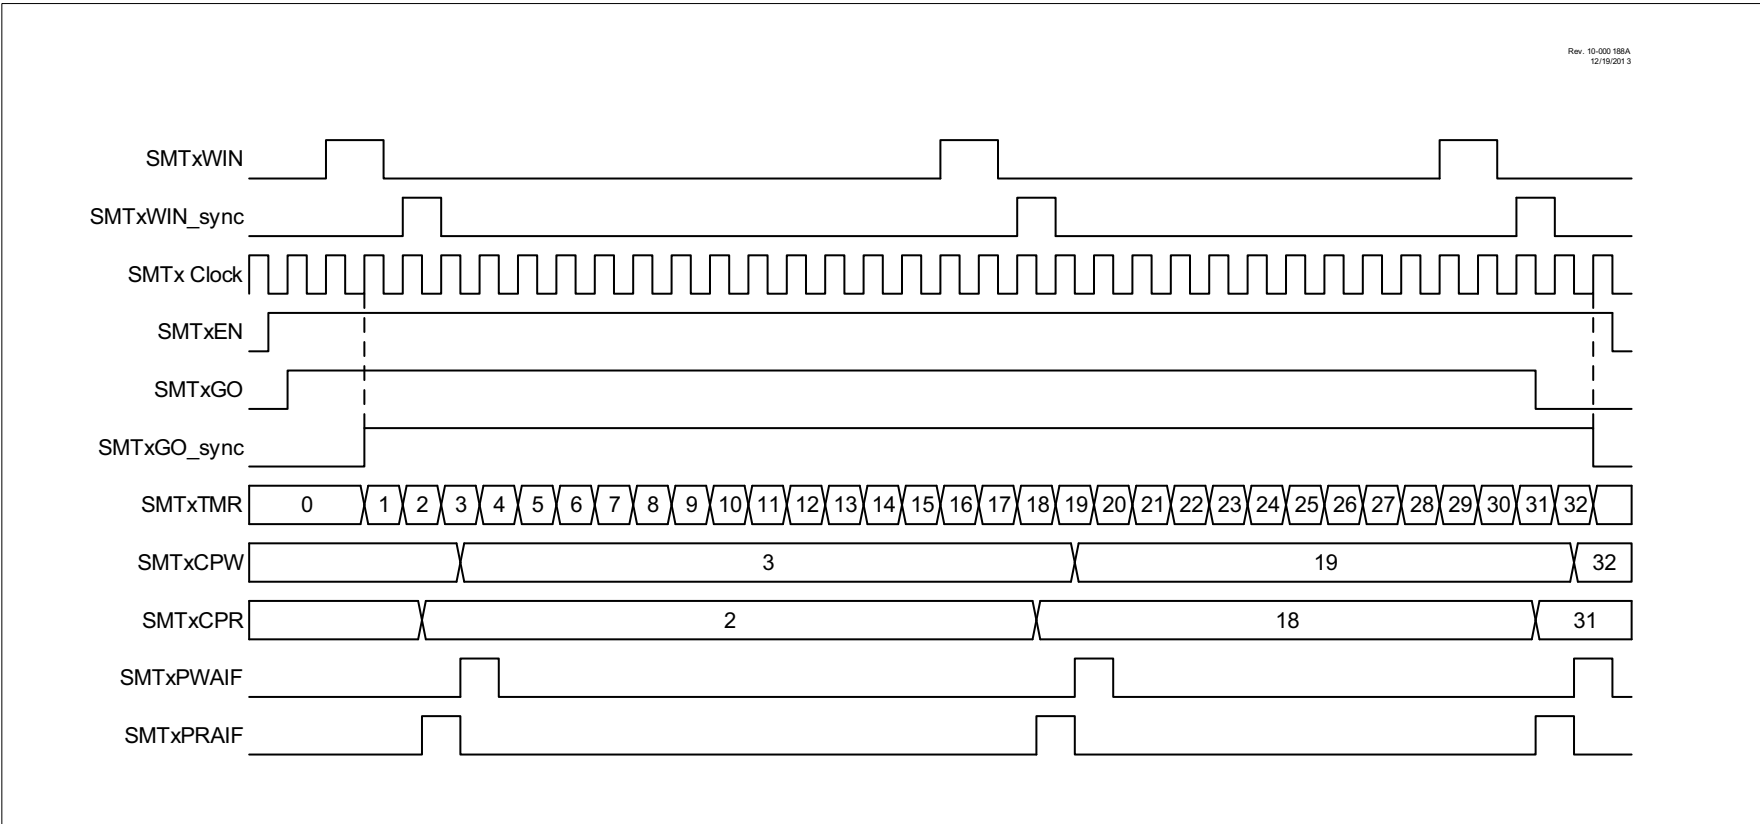 Rev. 10-000 188A
12/19/201 3
SMTxWIN
SMTxWIN_sync
SMTx Clock
SMTxEN
SMTxGO
SMTxGO_sync
SMTxTMR 0 1 2 3 4 5 6 7 8 9 10 11 12 13 14 15 16 17 18 19 20 21 22 23 24 25 26 27 28 29 30 31 32
SMTxCPW 3 19 32
SMTxCPR 2 18 31
SMTxPWAIF
SMTxPRAIF